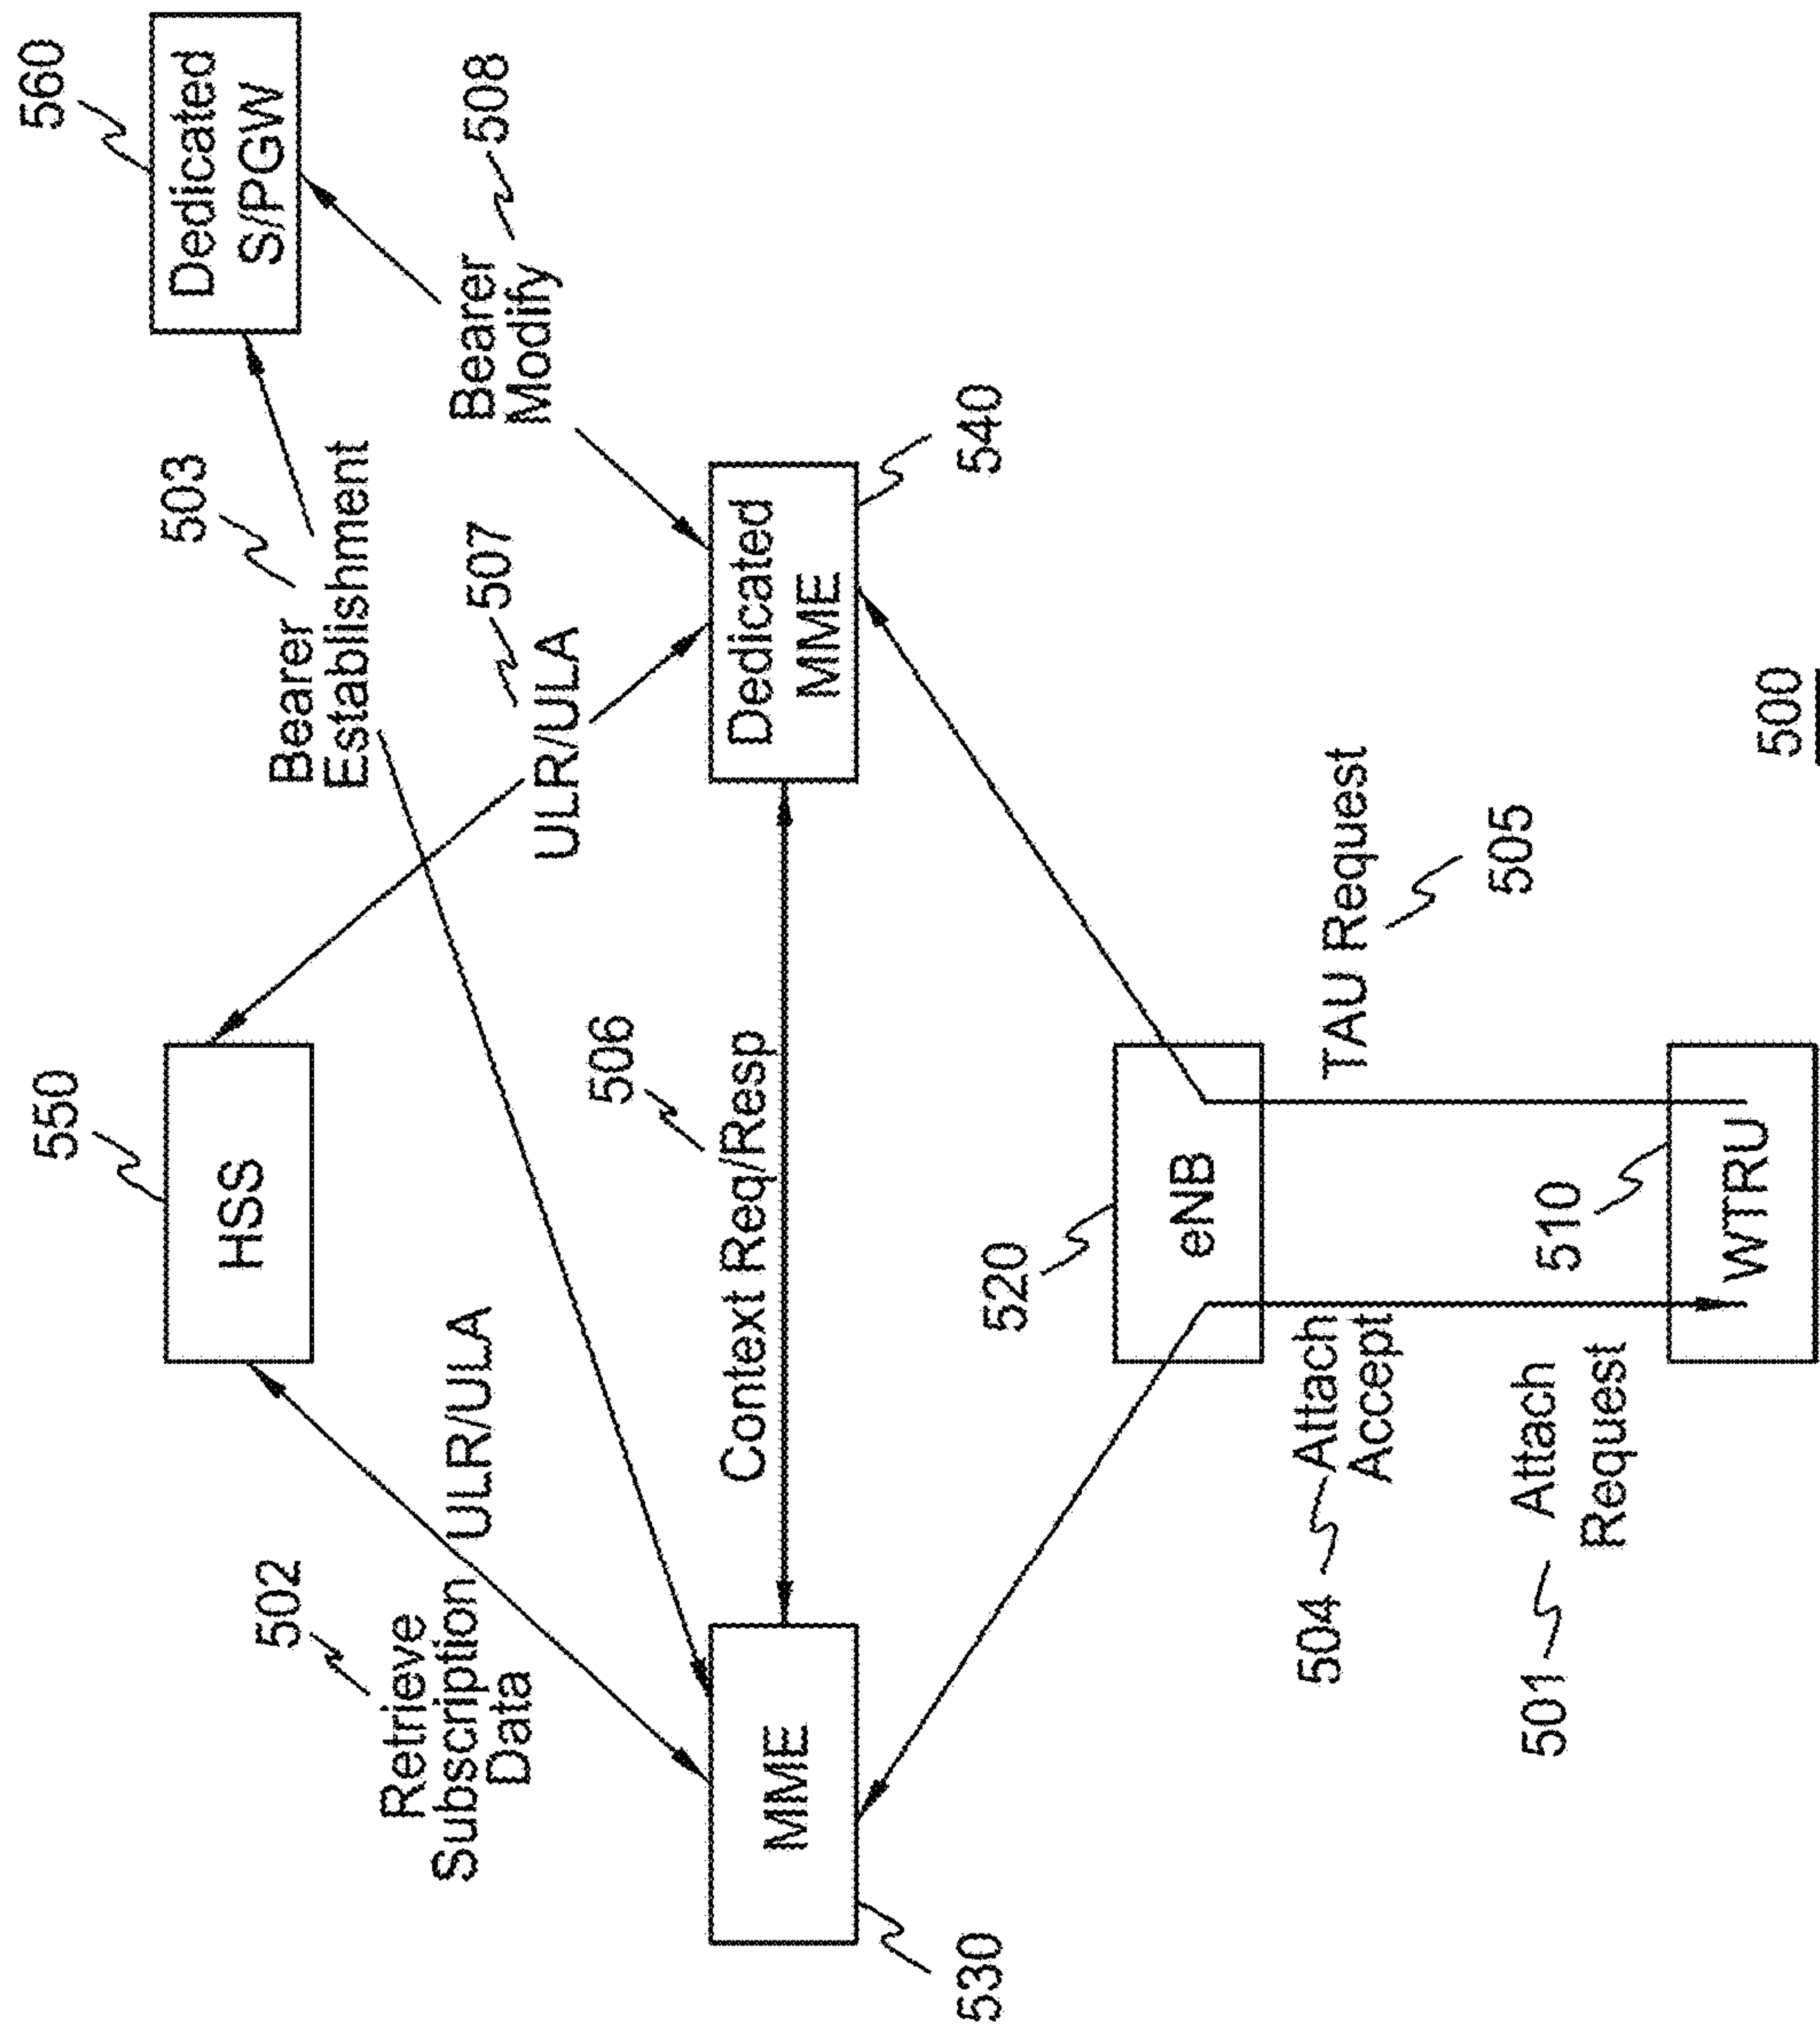 560
Dedicated
S/PGW
550
HSS
503
Bearer
Establishment
508
Bearer
Modify
502
Retrieve
Subscription
Data
ULR/ULA
507
ULR/ULA
506
Context Req/Resp
MME
530
Dedicated
MME
540
520
eNB
504
Attach
Accept
TAU Request
505
501
Attach
Request
510
WTRU
500